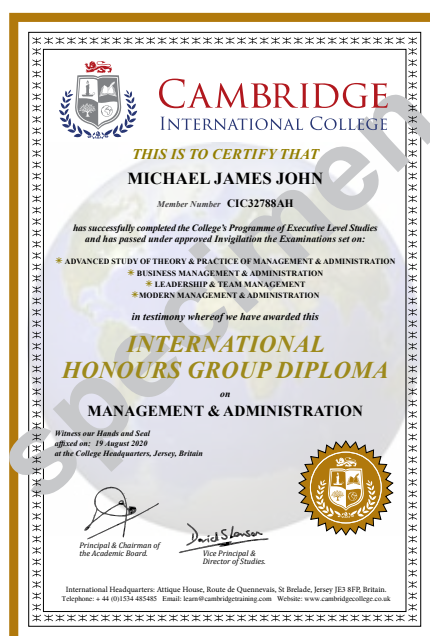 CAMBRIDGE
INTERNATIONAL COLLEGE
THIS IS TO CERTIFY THAT
MICHAEL JAMES JOHN
Member Number CIC32788AH
has successfully completed the College's Programme of Executive Level Studies
and has passed under approved Invigilation the Examinations set on:
✴ ADVANCED STUDY OF THEORY & PRACTICE OF MANAGEMENT & ADMINISTRATION
✴ BUSINESS MANAGEMENT & ADMINISTRATION
✴ LEADERSHIP & TEAM MANAGEMENT
✴MODERN MANAGEMENT & ADMINISTRATION
in testimony whereof we have awarded this
INTERNATIONAL
HONOURS GROUP DIPLOMA
on
MANAGEMENT & ADMINISTRATION
Witness our Hands and Seal
affixed on: 19 August 2020
at the College Headquarters, Jersey, Britain
specimen
Principal & Chairman of
the Academic Board.
Vice Principal &
Director of Studies.
International Headquarters: Attique House, Route de Quennevais, St Brelade, Jersey JE3 8FP, Britain.
Telephone: + 44 (0)1534 485485 Email: learn@cambridgetraining.com Website: www.cambridgecollege.co.uk